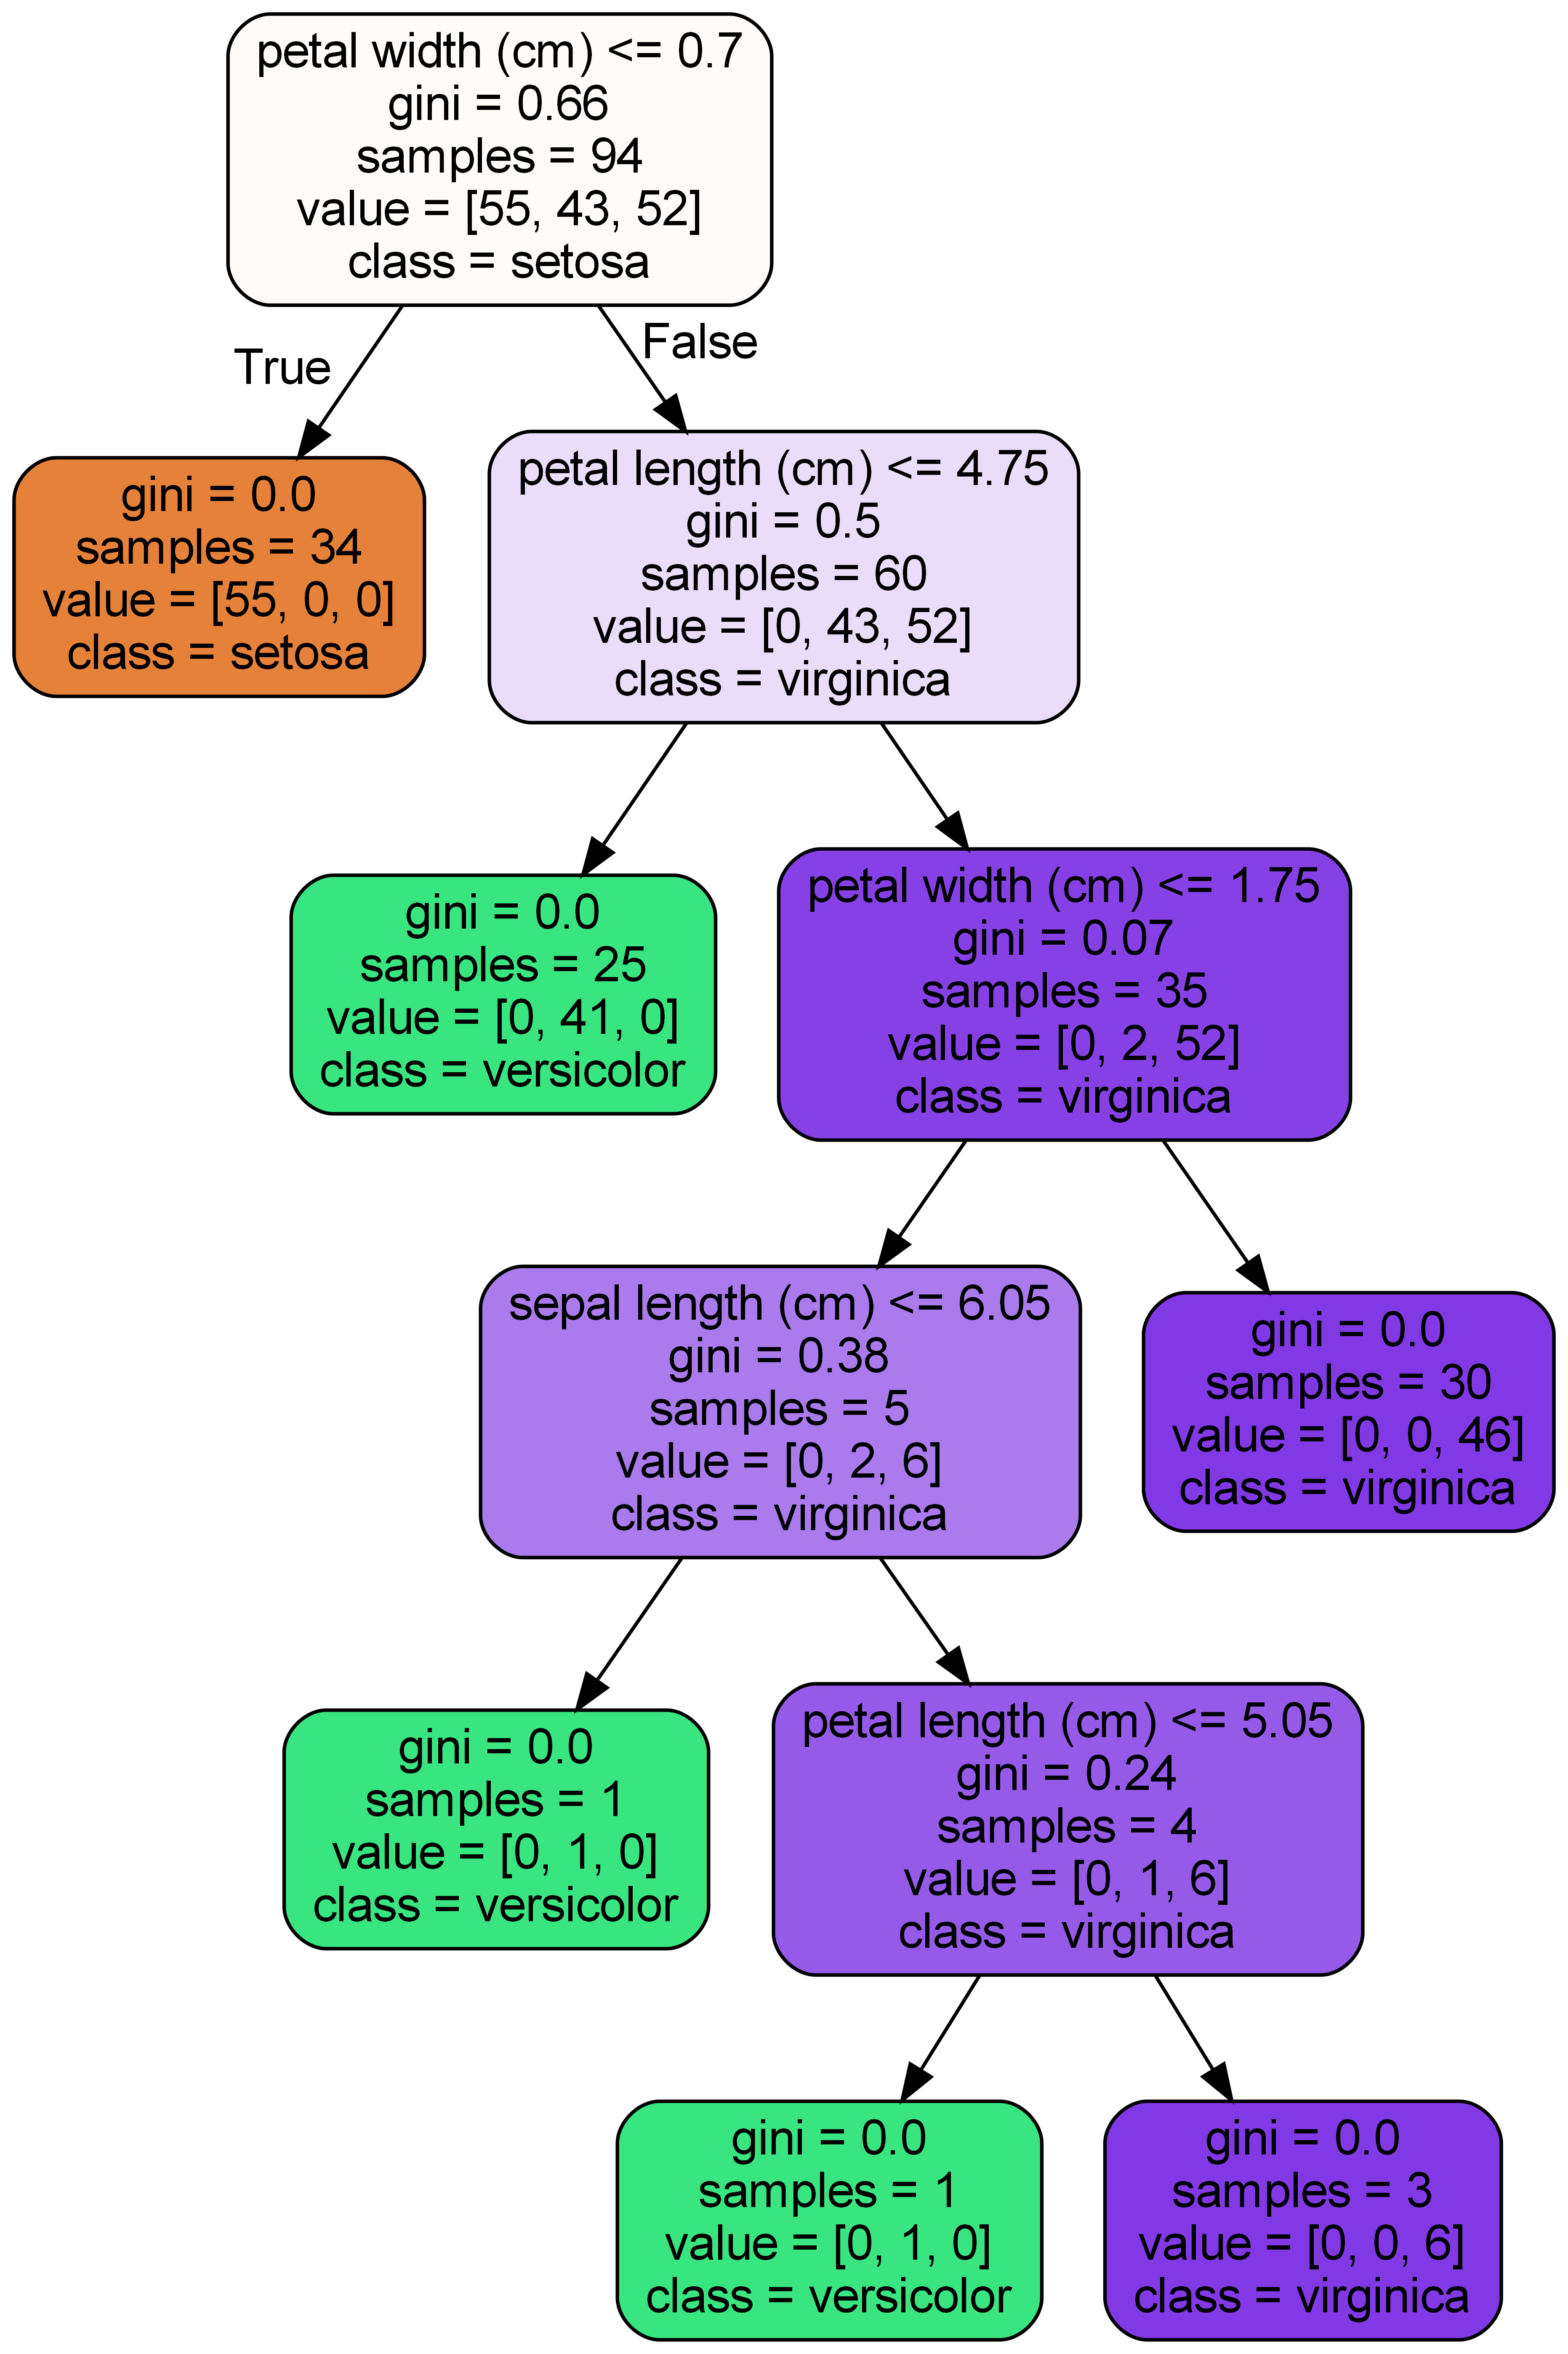 petal width (cm) <= 0.7
gini = 0.66
samples = 94
value = [55, 43, 52]
class = setosa
True
False
gini = 0.0
samples = 34
value = [55, 0, 0]
class = setosa
petal length (cm) <= 4.75
gini = 0.5
samples = 60
value = [0, 43, 52]
class = virginica
gini = 0.0
samples = 25
value = [0, 41, 0]
class = versicolor
petal width (cm) <= 1.75
gini = 0.07
samples = 35
value = [0, 2, 52]
class = virginica
sepal length (cm) <= 6.05
gini = 0.38
samples = 5
value = [0, 2, 6]
class = virginica
gini = 0.0
samples = 30
value = [0, 0, 46]
class = virginica
gini = 0.0
samples = 1
value = [0, 1, 0]
class = versicolor
petal length (cm) <= 5.05
gini = 0.24
samples = 4
value = [0, 1, 6]
class = virginica
gini = 0.0
samples = 1
value = [0, 1, 0]
class = versicolor
gini = 0.0
samples = 3
value = [0, 0, 6]
class = virginica